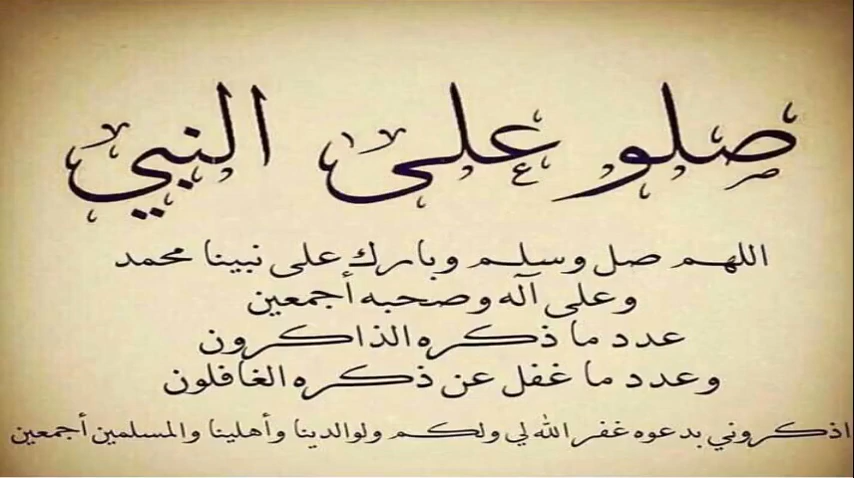 صلو على النبي
اللهم صل وسلم وبارك على نبينا محمد
وعلى آله وصحبه أجمعين
عدد ما ذكره الذاكرون
وعدد ما غفل عن ذكره الغافلون
اذكروني بدعوه غفر الله لي ولكم ولوالدينا وأهلينا والمسلمين أجمعين